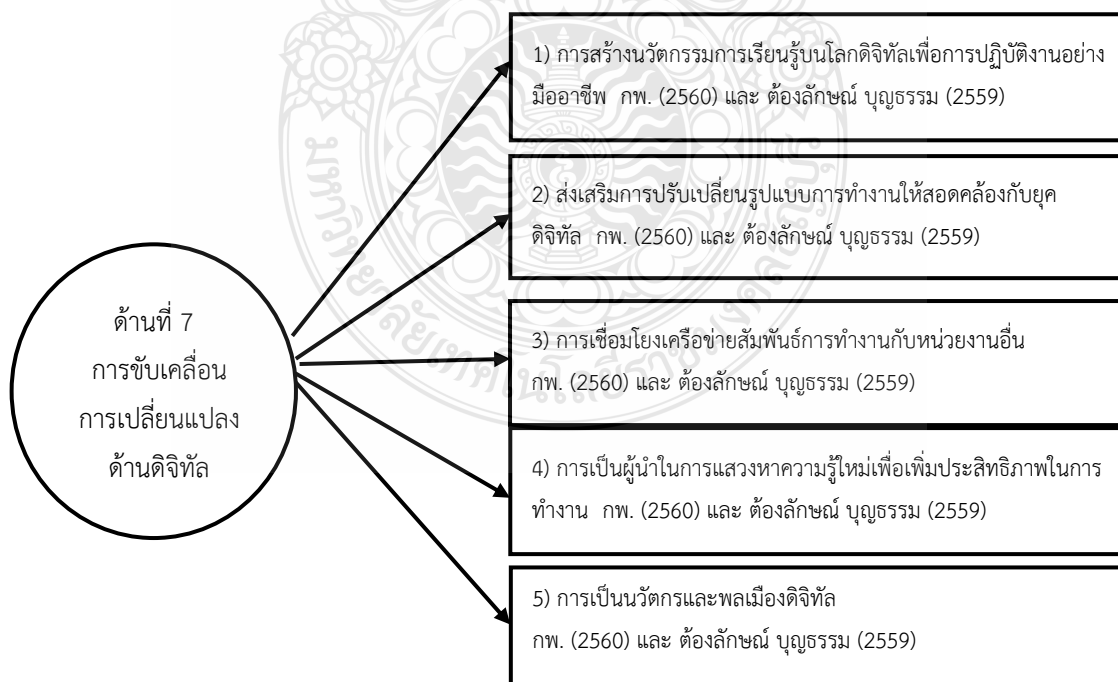 ด้านที่ 7
การขับเคลื่อน
การเปลี่ยนแปลง
ด้านดิจิทัล
1) การสร้างนวัตกรรมการเรียนรู้บนโลกดิจิทัลเพื่อการปฏิบัติงานอย่าง
มืออาชีพ กพ. (2560) และ ต้องลักษณ์ บุญธรรม (2559)
2) ส่งเสริมการปรับเปลี่ยนรูปแบบการทำงานให้สอดคล้องกับยุค
ดิจิทัล กพ. (2560) และ ต้องลักษณ์ บุญธรรม (2559)
3) การเชื่อมโยงเครือข่ายสัมพันธ์การทำงานกับหน่วยงานอื่น
กพ. (2560) และ ต้องลักษณ์ บุญธรรม (2559)
4) การเป็นผู้นำในการแสวงหาความรู้ใหม่เพื่อเพิ่มประสิทธิภาพในการ
ทำงาน กพ. (2560) และ ต้องลักษณ์ บุญธรรม (2559)
5) การเป็นนวัตกรและพลเมืองดิจิทัล
กพ. (2560) และ ต้องลักษณ์ บุญธรรม (2559)